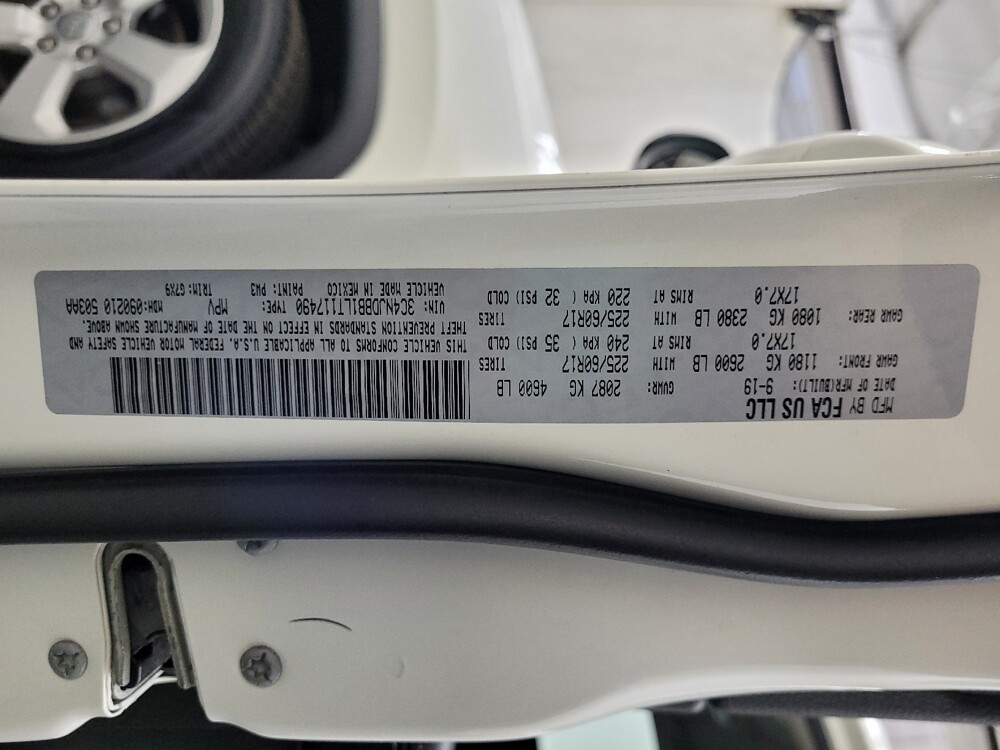 MFD BY FCA US LLC
DATE OF MFR(BUILT): 9-19 GVWR: 2087 KG 4600 LB
GAWR FRONT: 1180 KG 2600 LB WITH TIRES 225/60R17
RIMS AT 17X7.0 240 KPA ( 35 PSI) COLD
GAWR REAR: 1080 KG 2380 LB WITH TIRES 225/60R17
RIMS AT 17X7.0 220 KPA ( 32 PSI) COLD
THIS VEHICLE CONFORMS TO ALL APPLICABLE U.S.A. FEDERAL MOTOR VEHICLE SAFETY AND
THEFT PREVENTION STANDARDS IN EFFECT ON THE DATE OF MANUFACTURE SHOWN ABOVE.
VIN: 3C4NJDBB1LT117490 TYPE: MPV MDH:090210 503AA
VEHICLE MADE IN MEXICO PAINT: PW3 TRIM: G7X9